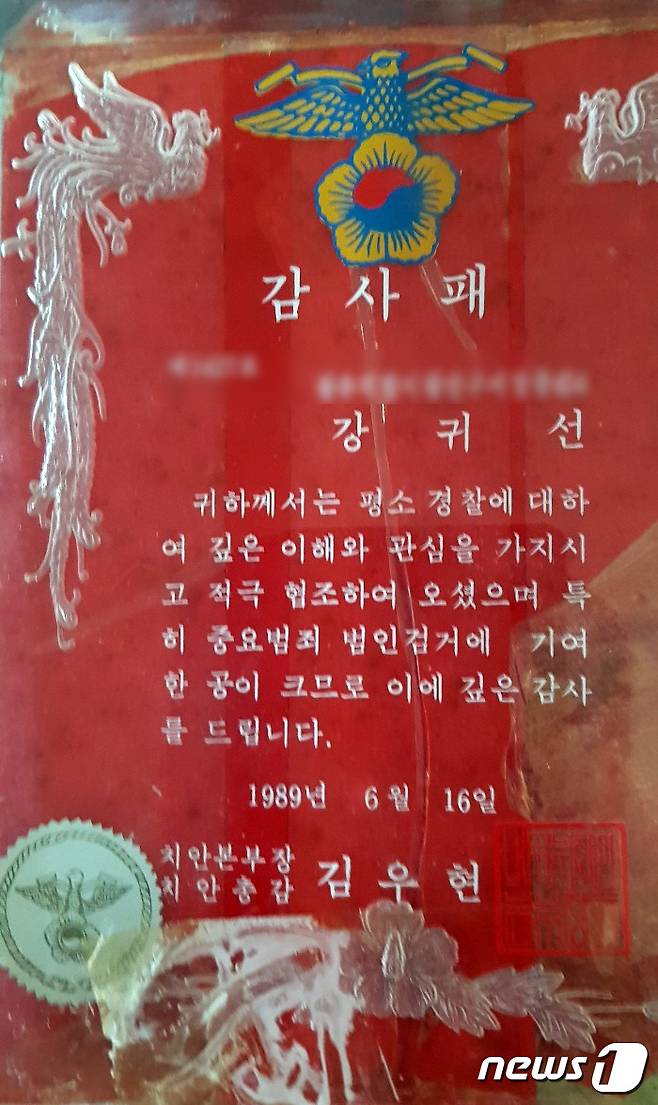 감사패
강귀선
귀하께서는 평소 경찰에 대하
여 깊은 이해와 관심을 가지시
고 적극 협조하여 오셨으며 특
히 중요범죄 범인검거에 기여
한 공이 크므로 이에 깊은 감사
를 드립니다.
1989년 6월 16일
치안본부장
치안총감 김우현
news1